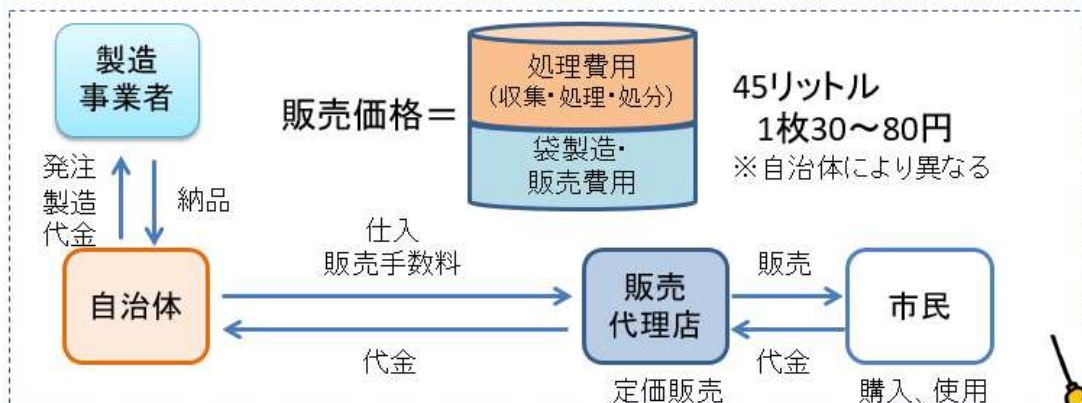 製造
事業者
販売価格＝
処理費用
(収集・処理・処分)
袋製造・
販売費用
45リットル
1枚30～80円
※自治体により異なる
発注
製造
代金
納品
仕入
販売手数料
自治体
代金
販売
代理店
定価販売
販売
代金
市民
購入、使用